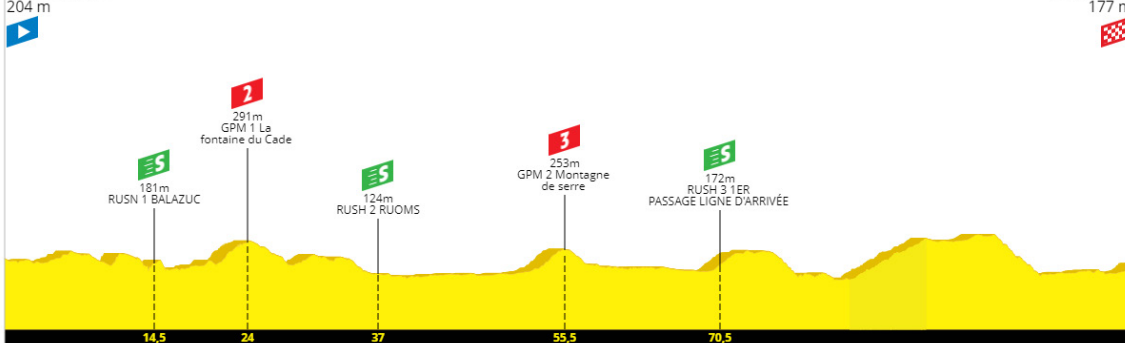 204 m
177 m
2
291m
GPM 1 La
fontaine du Cade
3
253m
GPM 2 Montagne
de serre
S
181m
RUSN 1 BALAZUC
S
124m
RUSH 2 RUOMS
S
172m
RUSH 3 1ER
PASSAGE LIGNE D'ARRIVÉE
14,5
24
37
55,5
70,5